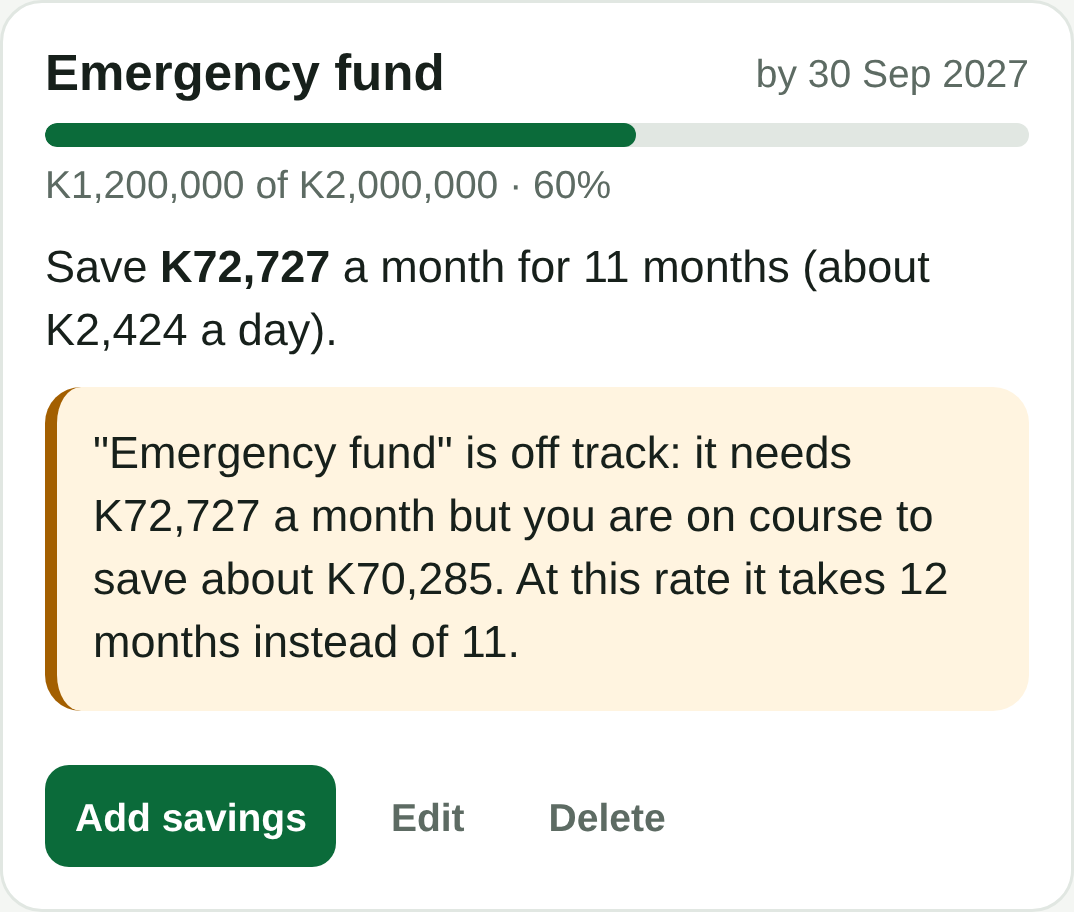 Emergency fund
by 30 Sep 2027
K1,200,000 of K2,000,000 · 60%
Save K72,727 a month for 11 months (about
K2,424 a day).
"Emergency fund" is off track: it needs
K72,727 a month but you are on course to
save about K70,285. At this rate it takes 12
months instead of 11.
Add savings
Edit
Delete